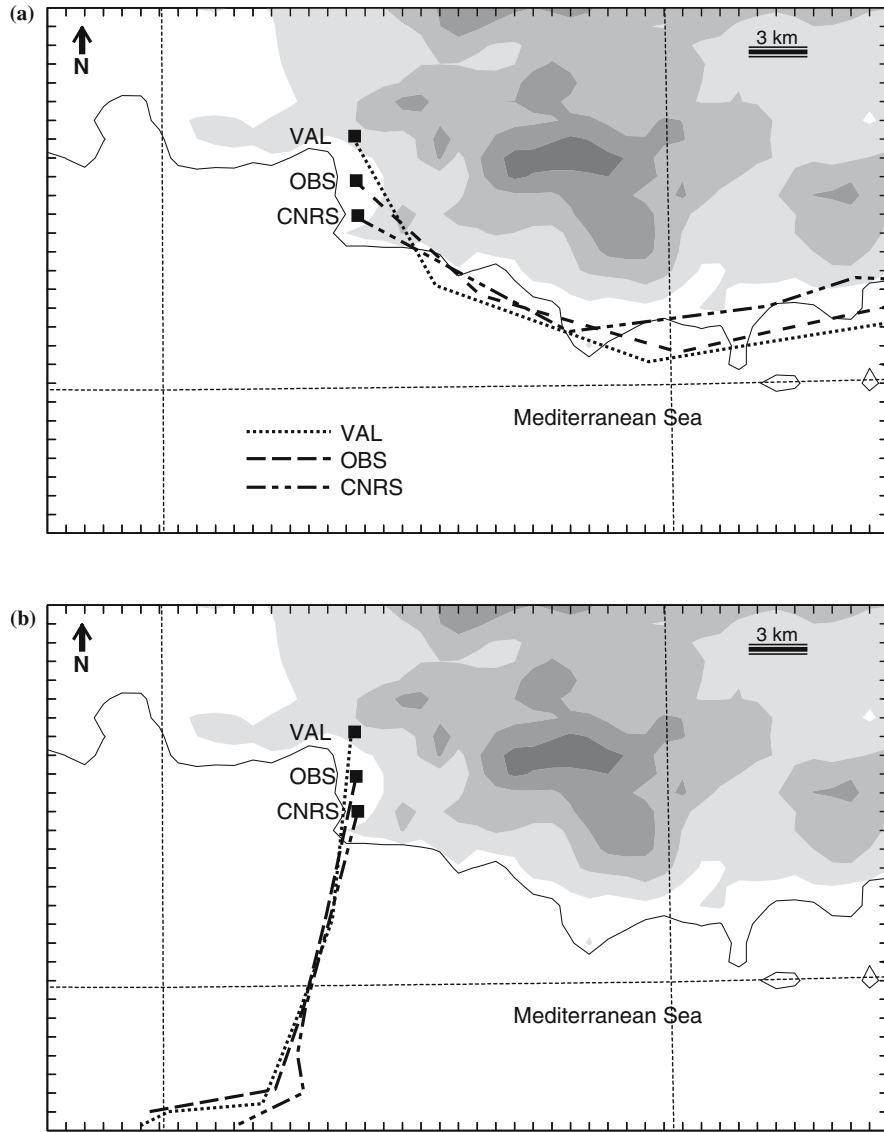 (a)
N
3 km
VAL
OBS
CNRS
Mediterranean Sea
VAL
OBS
CNRS
(b)
N
3 km
VAL
OBS
CNRS
Mediterranean Sea